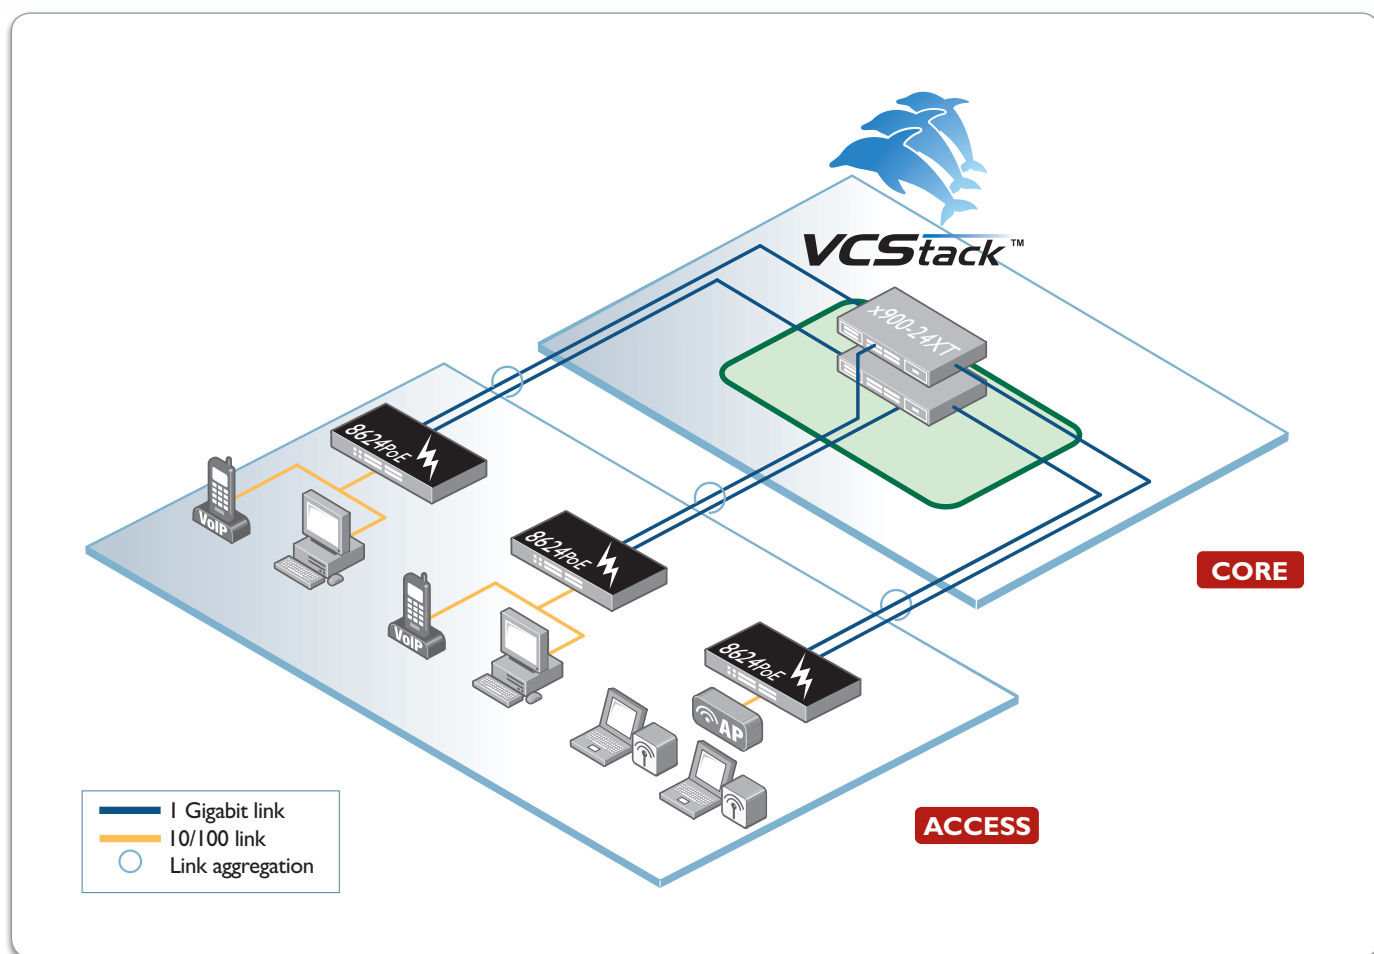 VCStack™
x900-24XT
8624PoE
VoIP
8624PoE
VoIP
CORE
8624PoE
AP
1 Gigabit link
10/100 link
Link aggregation
ACCESS